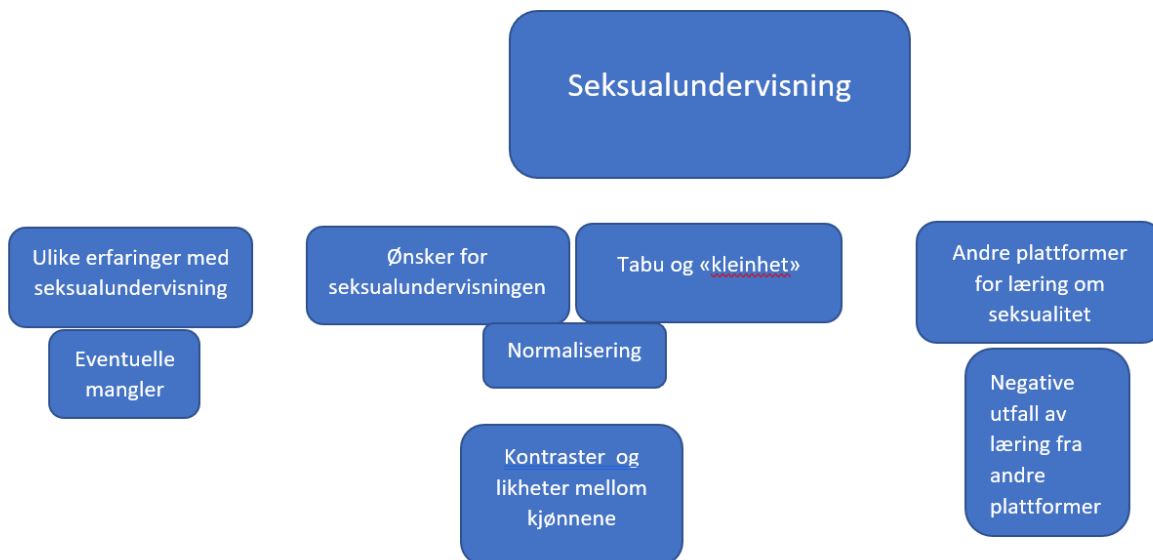 Seksualundervisning
Ulike erfaringer med
seksualundervisning
Eventuelle
mangler
Ønsker for
seksualundervisningen
Tabu og «kleinhet»
Normalisering
Kontraster og
likheter mellom
kjønnene
Andre plattformer
for læring om
seksualitet
Negative
utfall av
læring fra
andre
plattformer